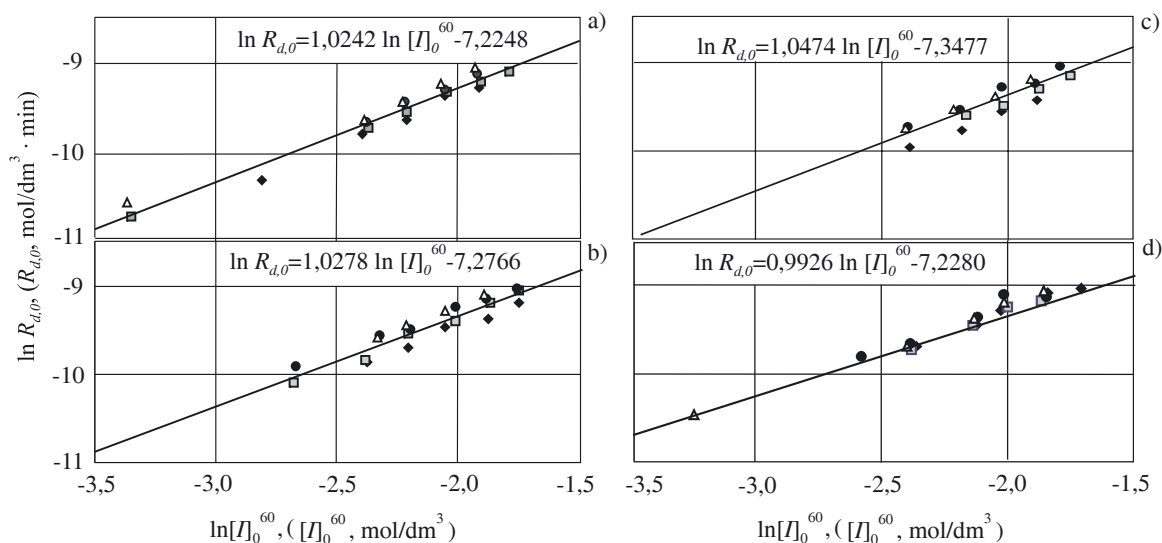 a)
ln R_{d,0}=1,0242 ln [I]_0^{60}-7,2248
c)
ln R_{d,0}=1,0474 ln [I]_0^{60}-7,3477
-9
-10
-11
b)
ln R_{d,0}=1,0278 ln [I]_0^{60}-7,2766
d)
ln R_{d,0}=0,9926 ln [I]_0^{60}-7,2280
-9
-10
-11
ln R_{d,0}, (R_{d,0}, mol/dm^3 · min)
-3,5 -3,0 -2,5 -2,0 -1,5
-3,5 -3,0 -2,5 -2,0 -1,5
ln[I]_0^{60}, ([I]_0^{60}, mol/dm^3)
ln[I]_0^{60}, ([I]_0^{60}, mol/dm^3)